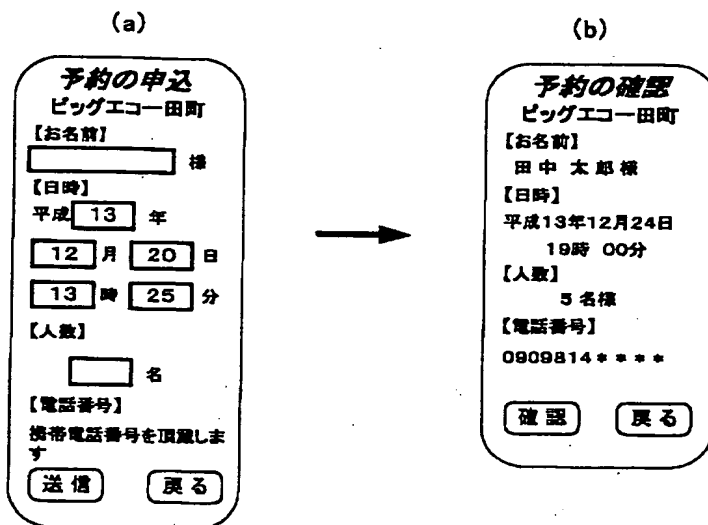 (a)
予約の申込
ビッグエコー田町
【お名前】
様
【日時】
平成 13 年
12 月 20 日
13 時 25 分
【人数】
名
【電話番号】
携帯電話番号を頂戴しま
す
送信 戻る
(b)
予約の確認
ビッグエコー田町
【お名前】
田中 太郎様
【日時】
平成13年12月24日
19時 00分
【人数】
5 名様
【電話番号】
0909814＊＊＊＊
確認 戻る